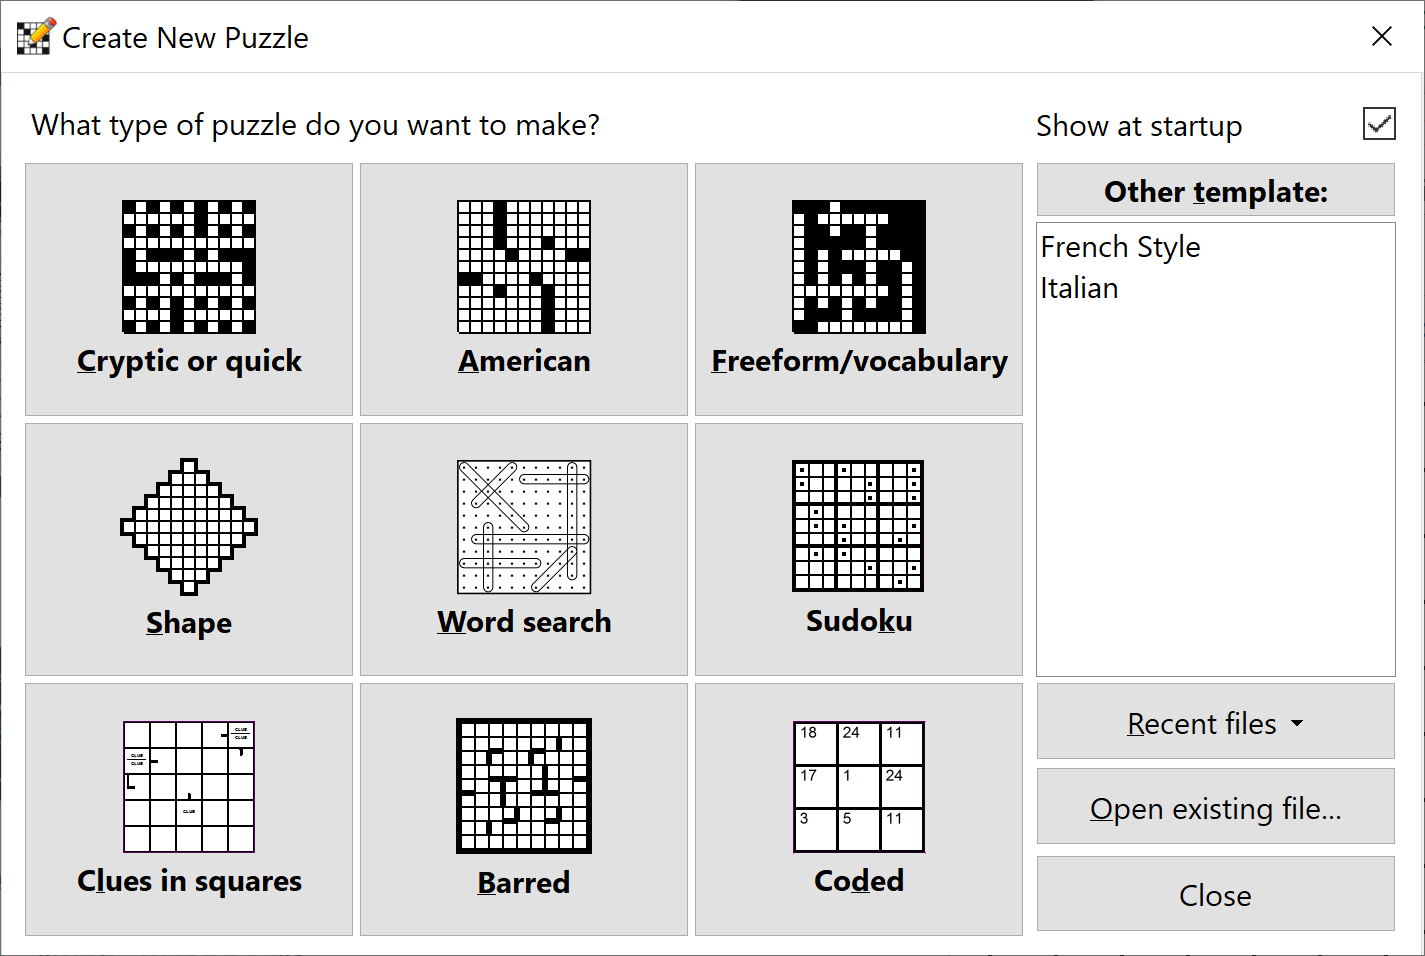 Create New Puzzle
What type of puzzle do you want to make?
Show at startup
Cryptic or quick
American
Freeform/vocabulary
Other template:
French Style
Italian
Shape
Word search
Sudoku
CLUE
CLUE
CLUE
CLUE
CLUE
Clues in squares
Barred
18 24 11
17 1 24
3 5 11
Coded
Recent files
Open existing file...
Close